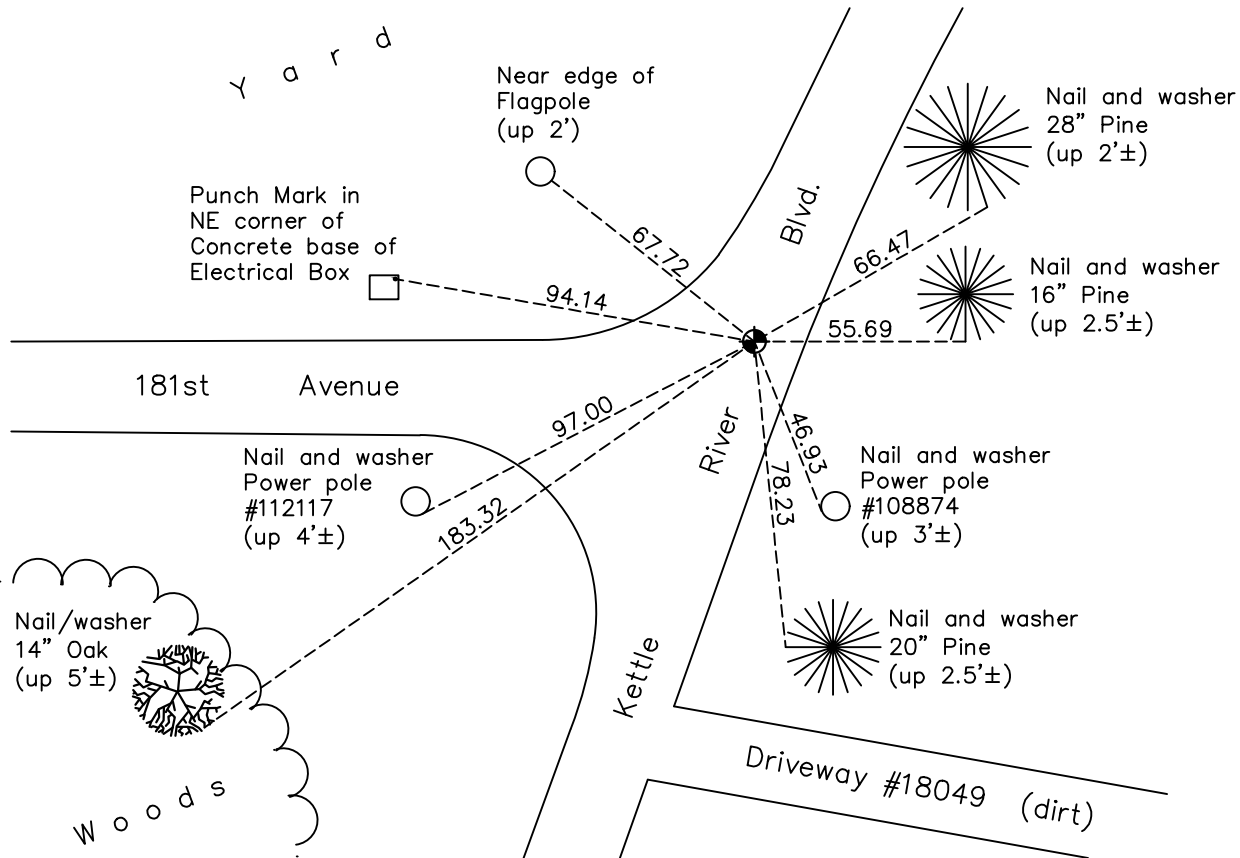 Yard
Near edge of
Flagpole
(up 2')
Nail and washer
28" Pine
(up 2'±)
Punch Mark in
NE corner of
Concrete base of
Electrical Box
Blvd.
67.72
66.47
94.14
Nail and washer
16" Pine
(up 2.5'±)
55.69
181st Avenue
97.00
River
46.93
Nail and washer
Power pole
#112117
(up 4'±)
183.32
78.23
Nail and washer
Power pole
#108874
(up 3'±)
Nail/washer
14" Oak
(up 5'±)
Kettle
Nail and washer
20" Pine
(up 2.5'±)
Woods
Driveway #18049 (dirt)